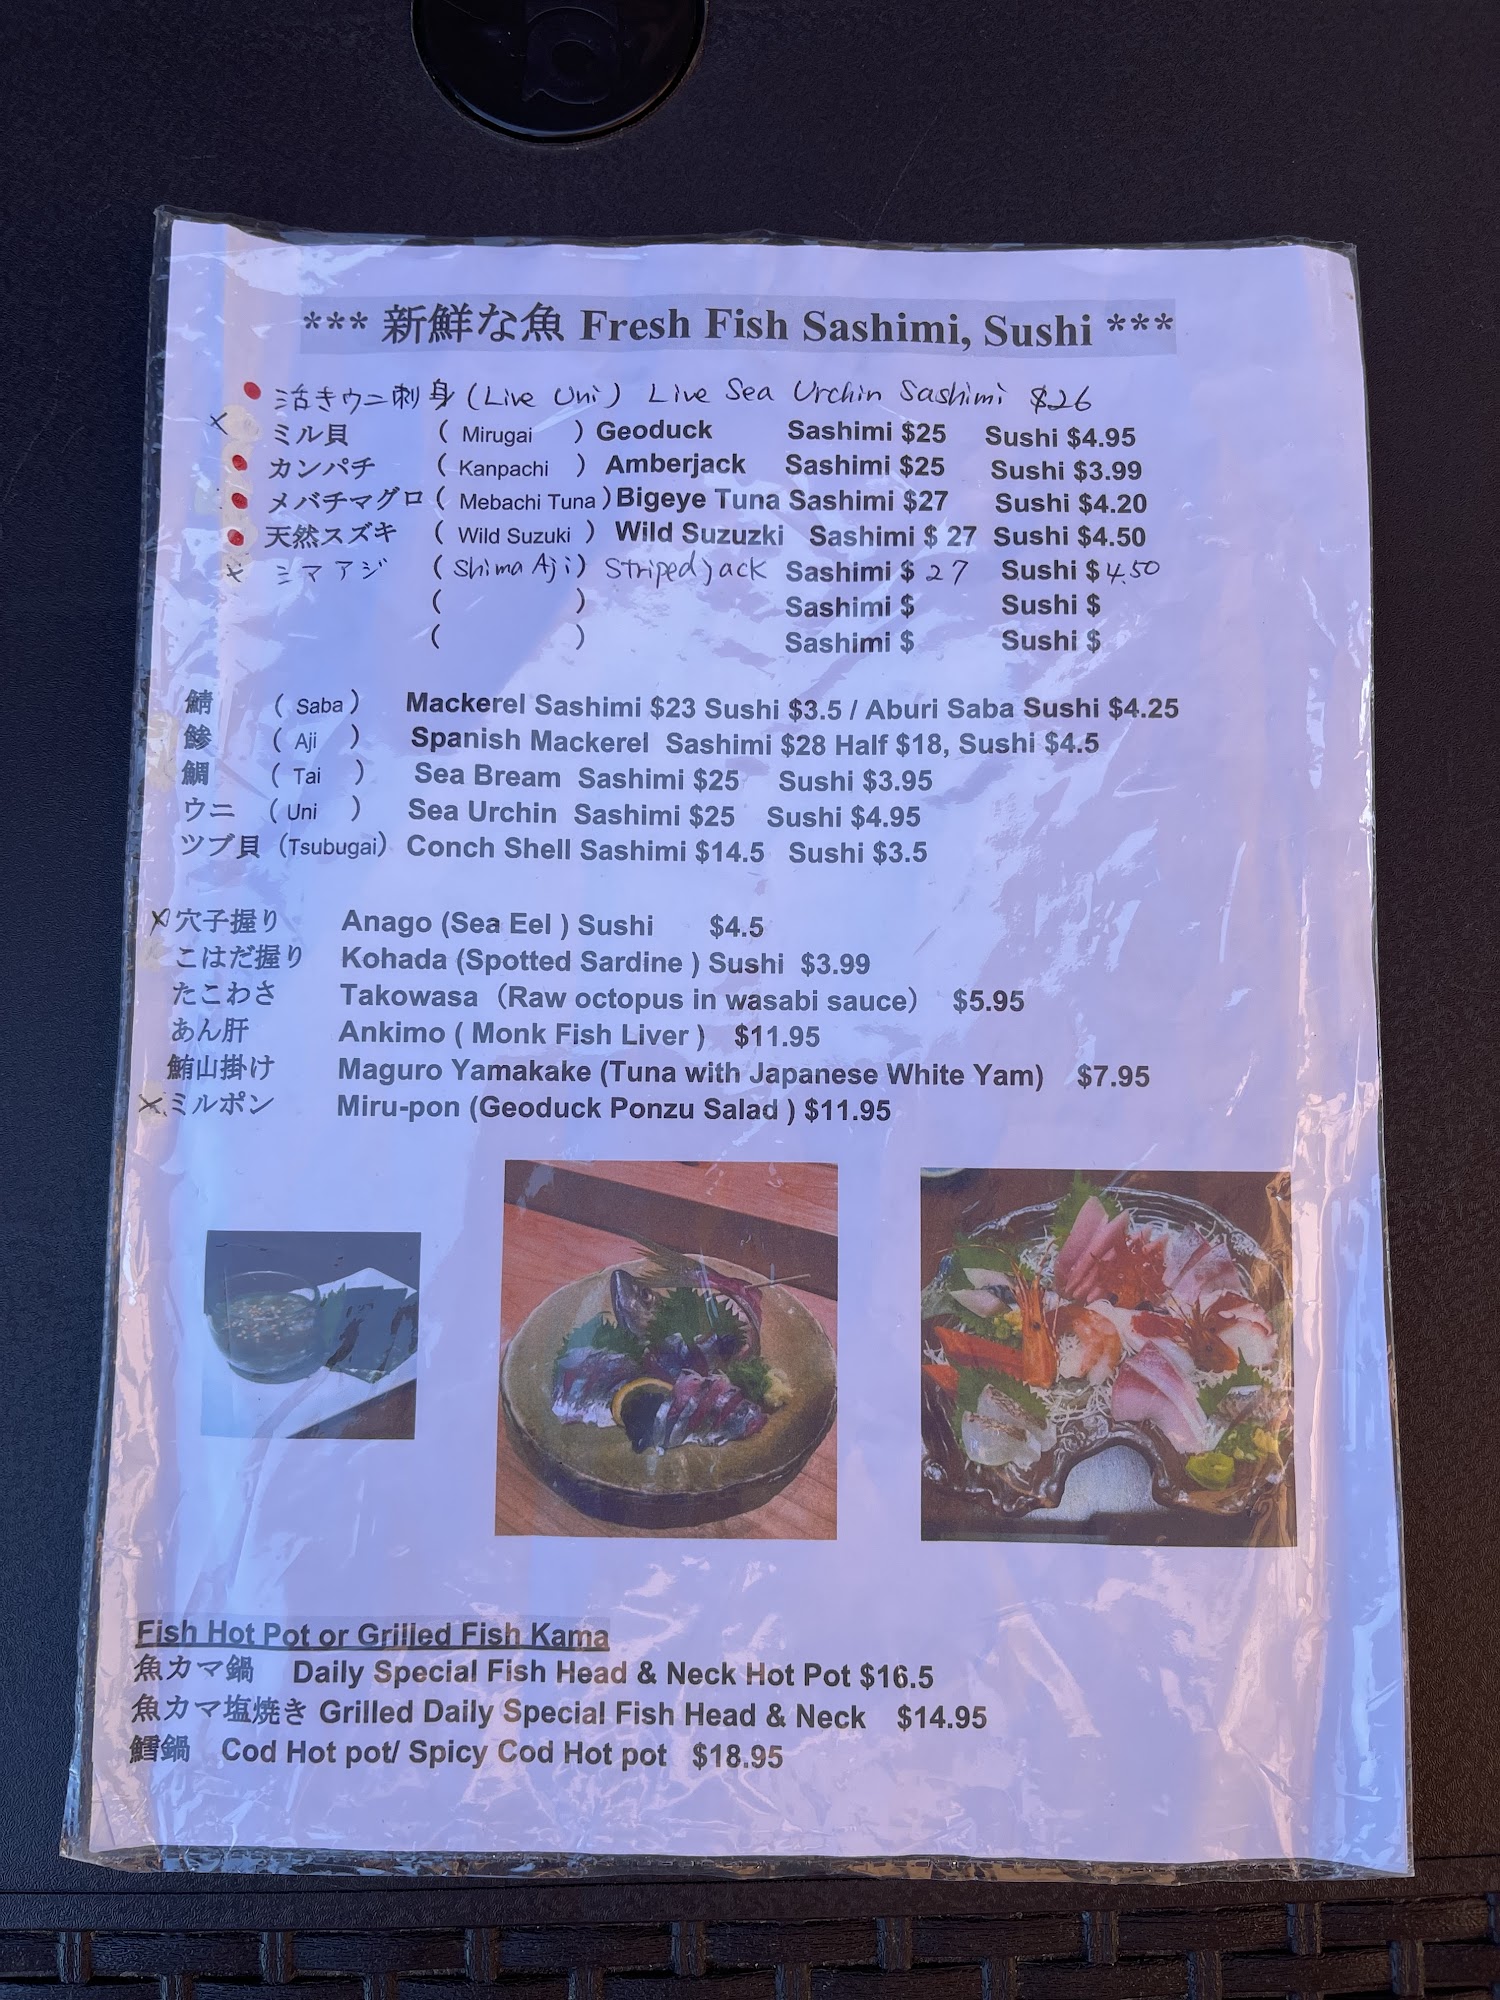 *** 新鮮な魚 Fresh Fish Sashimi, Sushi ***
活きウニ刺身 (Live Uni) Live Sea Urchin Sashimi $26
X ミル貝 ( Mirugai ) Geoduck Sashimi $25 Sushi $4.95
カンパチ ( Kanpachi ) Amberjack Sashimi $25 Sushi $3.99
メバチマグロ ( Mebachi Tuna ) Bigeye Tuna Sashimi $27 Sushi $4.20
天然スズキ ( Wild Suzuki ) Wild Suzuzki Sashimi $ 27 Sushi $4.50
X シマアジ (Shima Aji) Striped jack Sashimi $ 27 Sushi $ 4.50
( ) Sashimi $ Sushi $
( ) Sashimi $ Sushi $
鯖 ( Saba ) Mackerel Sashimi $23 Sushi $3.5 / Aburi Saba Sushi $4.25
鯵 ( Aji ) Spanish Mackerel Sashimi $28 Half $18, Sushi $4.5
鯛 ( Tai ) Sea Bream Sashimi $25 Sushi $3.95
ウニ ( Uni ) Sea Urchin Sashimi $25 Sushi $4.95
ツブ貝 (Tsubugai) Conch Shell Sashimi $14.5 Sushi $3.5
X 穴子握り Anago (Sea Eel ) Sushi $4.5
こはだ握り Kohada (Spotted Sardine ) Sushi $3.99
たこわさ Takowasa (Raw octopus in wasabi sauce) $5.95
あん肝 Ankimo ( Monk Fish Liver ) $11.95
鮪山掛け Maguro Yamakake (Tuna with Japanese White Yam) $7.95
X ミルポン Miru-pon (Geoduck Ponzu Salad ) $11.95
Fish Hot Pot or Grilled Fish Kama
魚カマ鍋 Daily Special Fish Head & Neck Hot Pot $16.5
魚カマ塩焼き Grilled Daily Special Fish Head & Neck $14.95
鱈鍋 Cod Hot pot/ Spicy Cod Hot pot $18.95